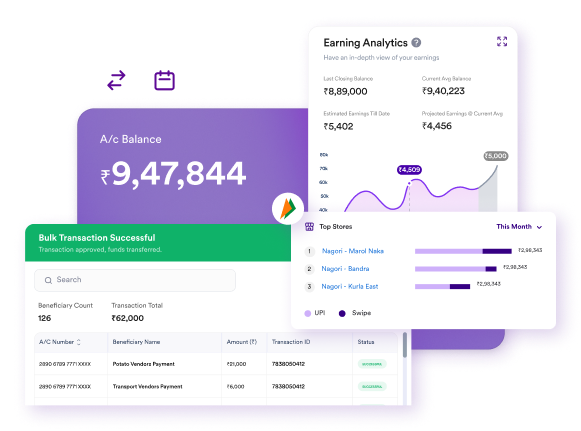 Earning Analytics ?
Have an in-depth view of your earnings
Last Closing Balance
Current Avg Balance
₹8,89,000
₹9,40,223
Estimated Earnings Till Date
Projected Earnings @ Current Avg
₹5,402
₹4,456
80k
70k
60k
50k
40k
₹4,509
₹5,000
A/c Balance
₹9,47,844
Top Stores
This Month
1 Nagori - Marol Naka ₹2,98,343
2 Nagori - Bandra ₹2,98,343
3 Nagori - Kurla East ₹2,98,343
UPI Swipe
Bulk Transaction Successful
Transaction approved, funds transferred.
Search
Beneficiary Count Transaction Total
126 ₹62,000
A/C Number Beneficiary Name Amount (₹) Transaction ID Status
2890 6789 7771 XXXX Potato Vendors Payment ₹21,000 7838050412 SUCCESSFUL
2890 6789 7771 XXXX Transport Vendors Payment ₹6,000 7838050412 SUCCESSFUL